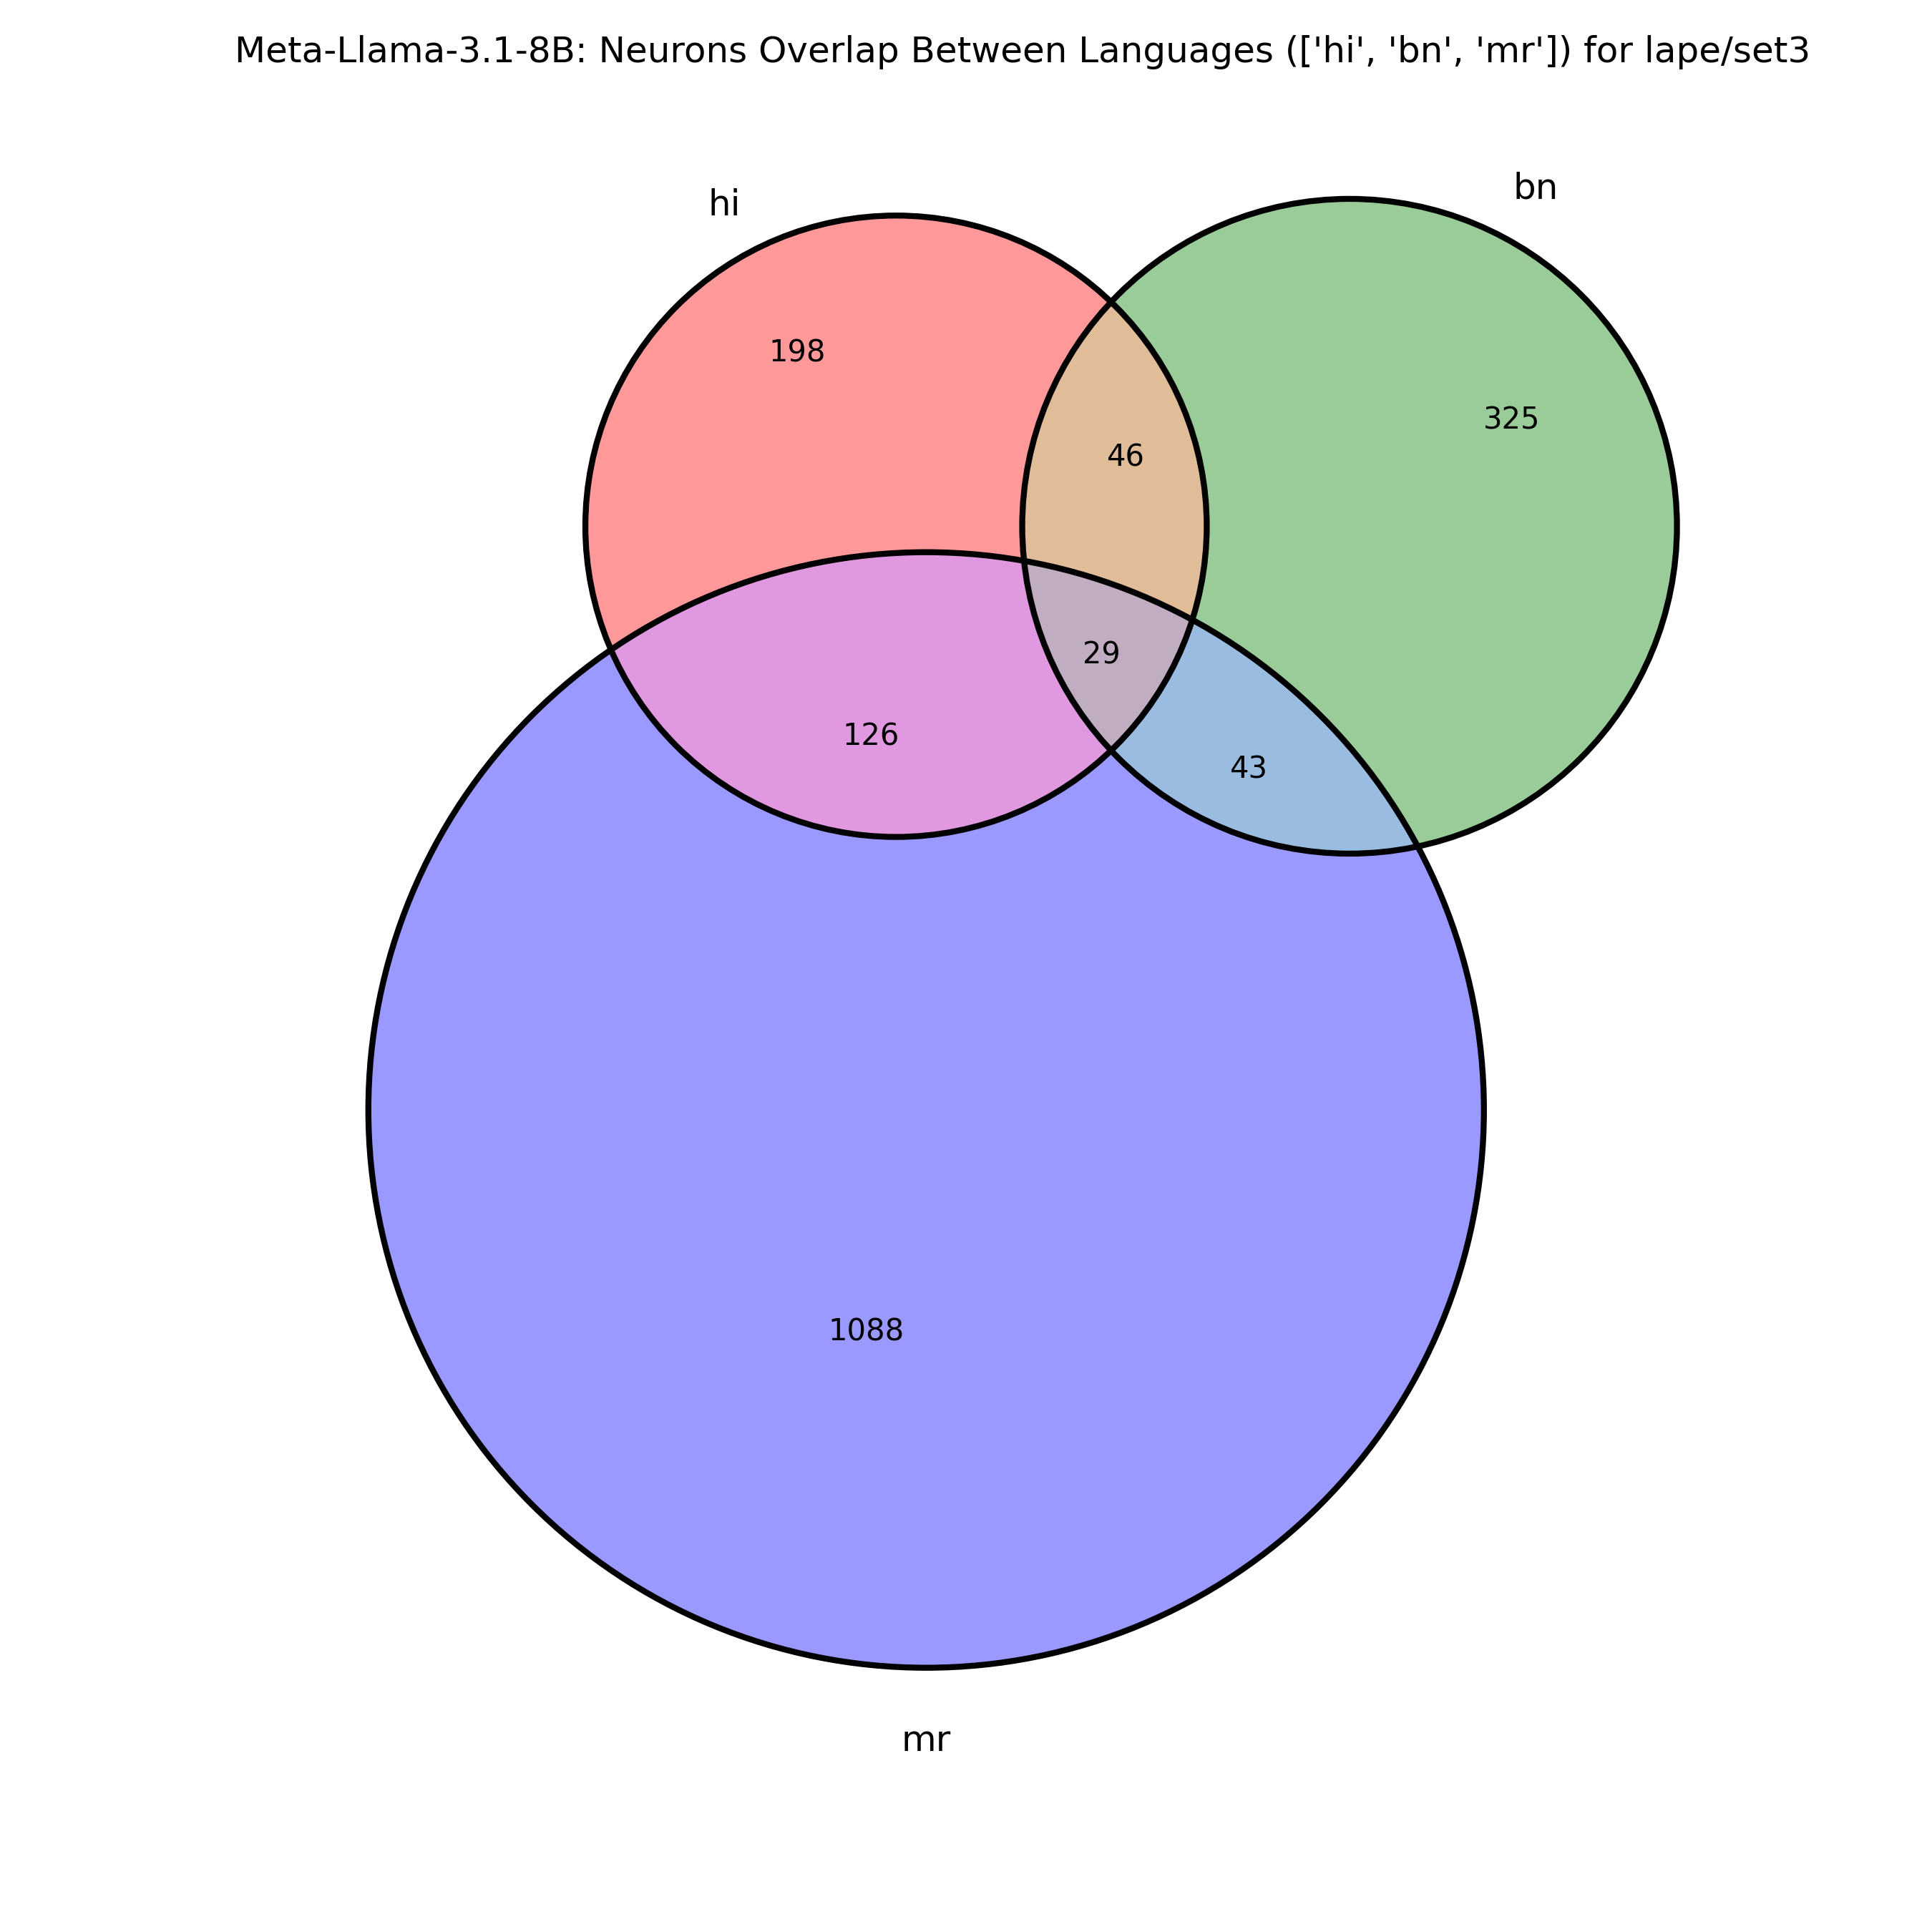 Meta-Llama-3.1-8B: Neurons Overlap Between Languages (['hi', 'bn', 'mr']) for lape/set3
hi
bn
198
325
46
29
126
43
1088
mr